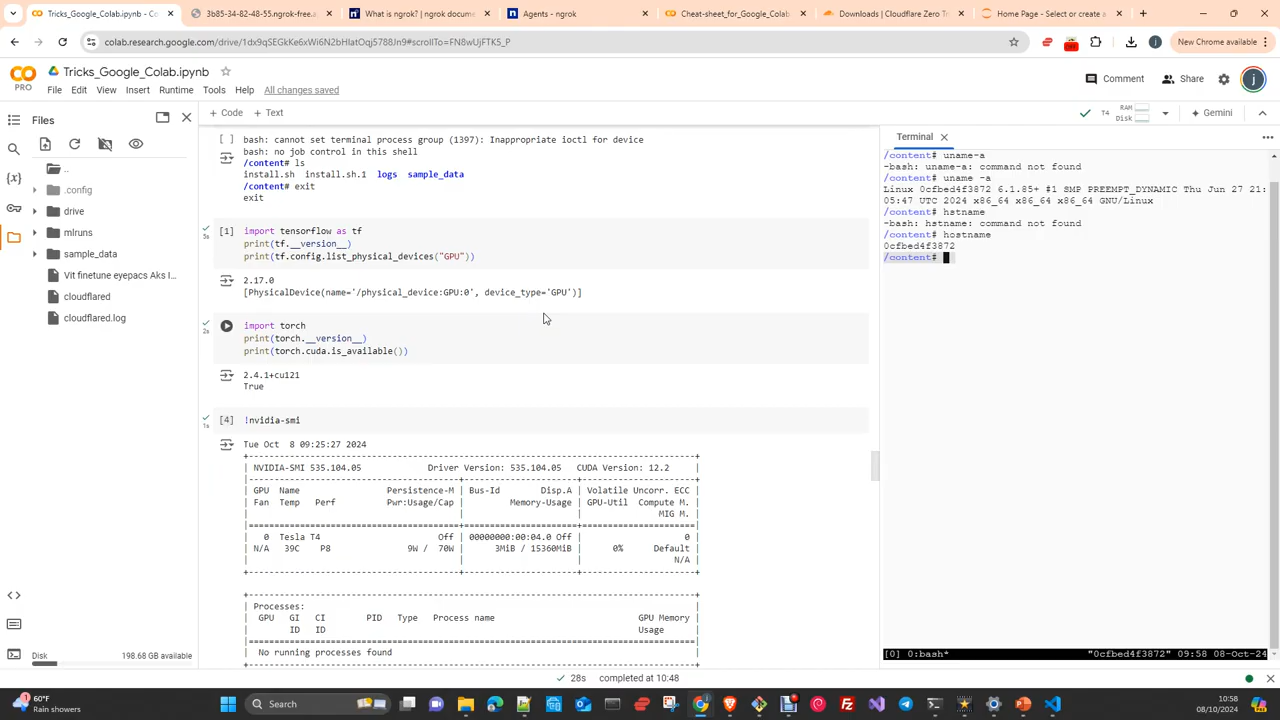 Tricks_Google_Colab.ipynb - Co
3b85-34-82-48-55.ngrok-free.a
What is ngrok? | ngrok docume
Agents - ngrok
Cheat-sheet_For_Google_Colab
Downloads | Cloudflare Zero Tr
Home Page - Select or create a
colab.research.google.com/drive/1dx9qSEgKke6xWi6N2bHIatOqj5788Jn9#scrollTo=FN8wUjFTK5_P
OFF
New Chrome available
PRO
Tricks_Google_Colab.ipynb
File Edit View Insert Runtime Tools Help All changes saved
Comment
Share
j
Files
+ Code + Text
T4
RAM
Disk
Gemini
..
.config
drive
mlruns
sample_data
Vit finetune eyepacs Aks I...
cloudflared
cloudflared.log
Disk
198.68 GB available
[ ] bash: cannot set terminal process group (1397): Inappropriate ioctl for device
bash: no job control in this shell
/content# ls
install.sh install.sh.1 logs sample_data
/content# exit
exit
[1] import tensorflow as tf
5s print(tf.__version__)
print(tf.config.list_physical_devices("GPU"))
2.17.0
[PhysicalDevice(name='/physical_device:GPU:0', device_type='GPU')]
import torch
2s print(torch.__version__)
print(torch.cuda.is_available())
2.4.1+cu121
True
[4] !nvidia-smi
1s
Tue Oct 8 09:25:27 2024
NVIDIA-SMI 535.104.05 Driver Version: 535.104.05 CUDA Version: 12.2
GPU Name Persistence-M | Bus-Id Disp.A | Volatile Uncorr. ECC
Fan Temp Perf Pwr:Usage/Cap | Memory-Usage | GPU-Util Compute M.
MIG M.
0 Tesla T4 Off | 00000000:00:04.0 Off | 0
N/A 39C P8 9W / 70W | 3MiB / 15360MiB | 0% Default
N/A
Processes:
GPU GI CI PID Type Process name GPU Memory
ID ID Usage
No running processes found
28s completed at 10:48
Terminal
/content# uname-a
-bash: uname-a: command not found
/content# uname -a
Linux 0cfbed4f3872 6.1.85+ #1 SMP PREEMPT_DYNAMIC Thu Jun 27 21:
05:47 UTC 2024 x86_64 x86_64 x86_64 GNU/Linux
/content# hstname
-bash: hstname: command not found
/content# hostname
0cfbed4f3872
/content#
[0] 0:bash* "0cfbed4f3872" 09:58 08-Oct-24
60°F
Rain showers
Search
10:58
08/10/2024